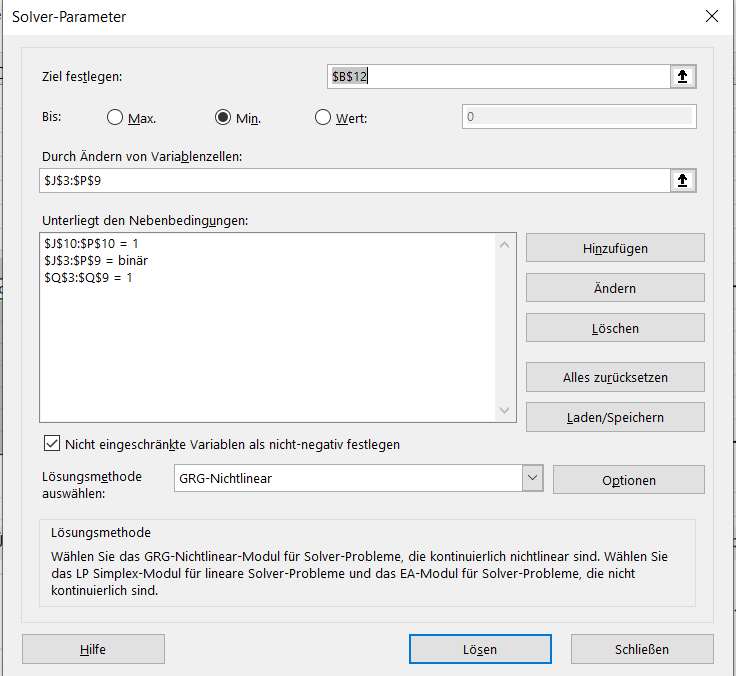 Solver-Parameter
Ziel festlegen:
$B$12
Bis:
Max.
Min.
Wert:
0
Durch Ändern von Variablenzellen:
$J$3:$P$9
Unterliegt den Nebenbedingungen:
$J$10:$P$10 = 1
$J$3:$P$9 = binär
$Q$3:$Q$9 = 1
Hinzufügen
Ändern
Löschen
Alles zurücksetzen
Laden/Speichern
Nicht eingeschränkte Variablen als nicht-negativ festlegen
Lösungsmethode
auswählen:
GRG-Nichtlinear
Optionen
Lösungsmethode
Wählen Sie das GRG-Nichtlinear-Modul für Solver-Probleme, die kontinuierlich nichtlinear sind. Wählen Sie
das LP Simplex-Modul für lineare Solver-Probleme und das EA-Modul für Solver-Probleme, die nicht
kontinuierlich sind.
Hilfe
Lösen
Schließen